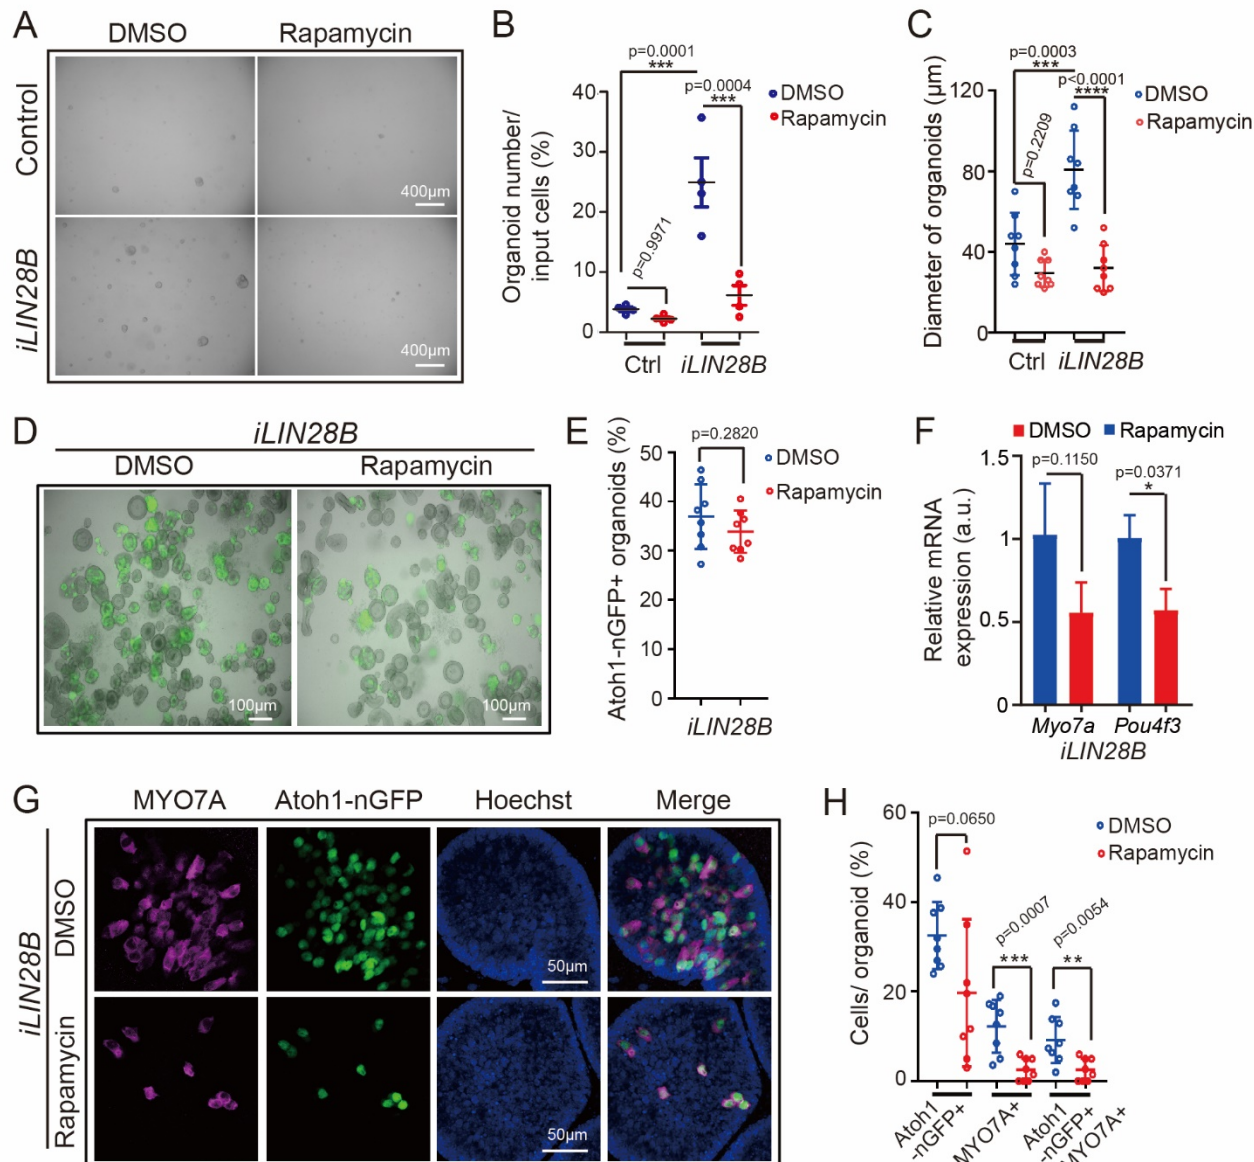 A
DMSO
Rapamycin
Control
iLIN28B
400µm
400µm
B
p=0.0001
***
p=0.0004
***
p=0.9971
DMSO
Rapamycin
Organoid number/
input cells (%)
40
30
20
10
0
Ctrl
iLIN28B
C
p=0.0003
***
p<0.0001
****
p=0.2209
DMSO
Rapamycin
Diameter of organoids (µm)
120
80
40
0
Ctrl
iLIN28B
D
iLIN28B
DMSO
Rapamycin
100µm
100µm
E
p=0.2820
DMSO
Rapamycin
Atoh1-nGFP+ organoids (%)
50
40
30
20
10
0
iLIN28B
F
DMSO
Rapamycin
p=0.1150
p=0.0371
*
Relative mRNA
expression (a.u.)
1.5
1
0.5
0
Myo7a
Pou4f3
iLIN28B
G
MYO7A
Atoh1-nGFP
Hoechst
Merge
iLIN28B
DMSO
Rapamycin
50µm
50µm
H
p=0.0650
p=0.0007
***
p=0.0054
**
DMSO
Rapamycin
Cells/ organoid (%)
60
40
20
0
Atoh1
-nGFP+
MYO7A+
Atoh1
-nGFP+
MYO7A+